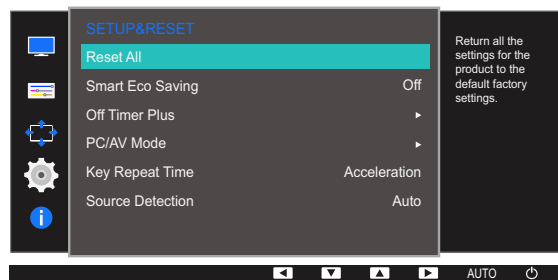 SETUP&RESET
Reset All
Smart Eco Saving Off
Off Timer Plus
PC/AV Mode
Key Repeat Time Acceleration
Source Detection Auto
Return all the
settings for the
product to the
default factory
settings.
AUTO